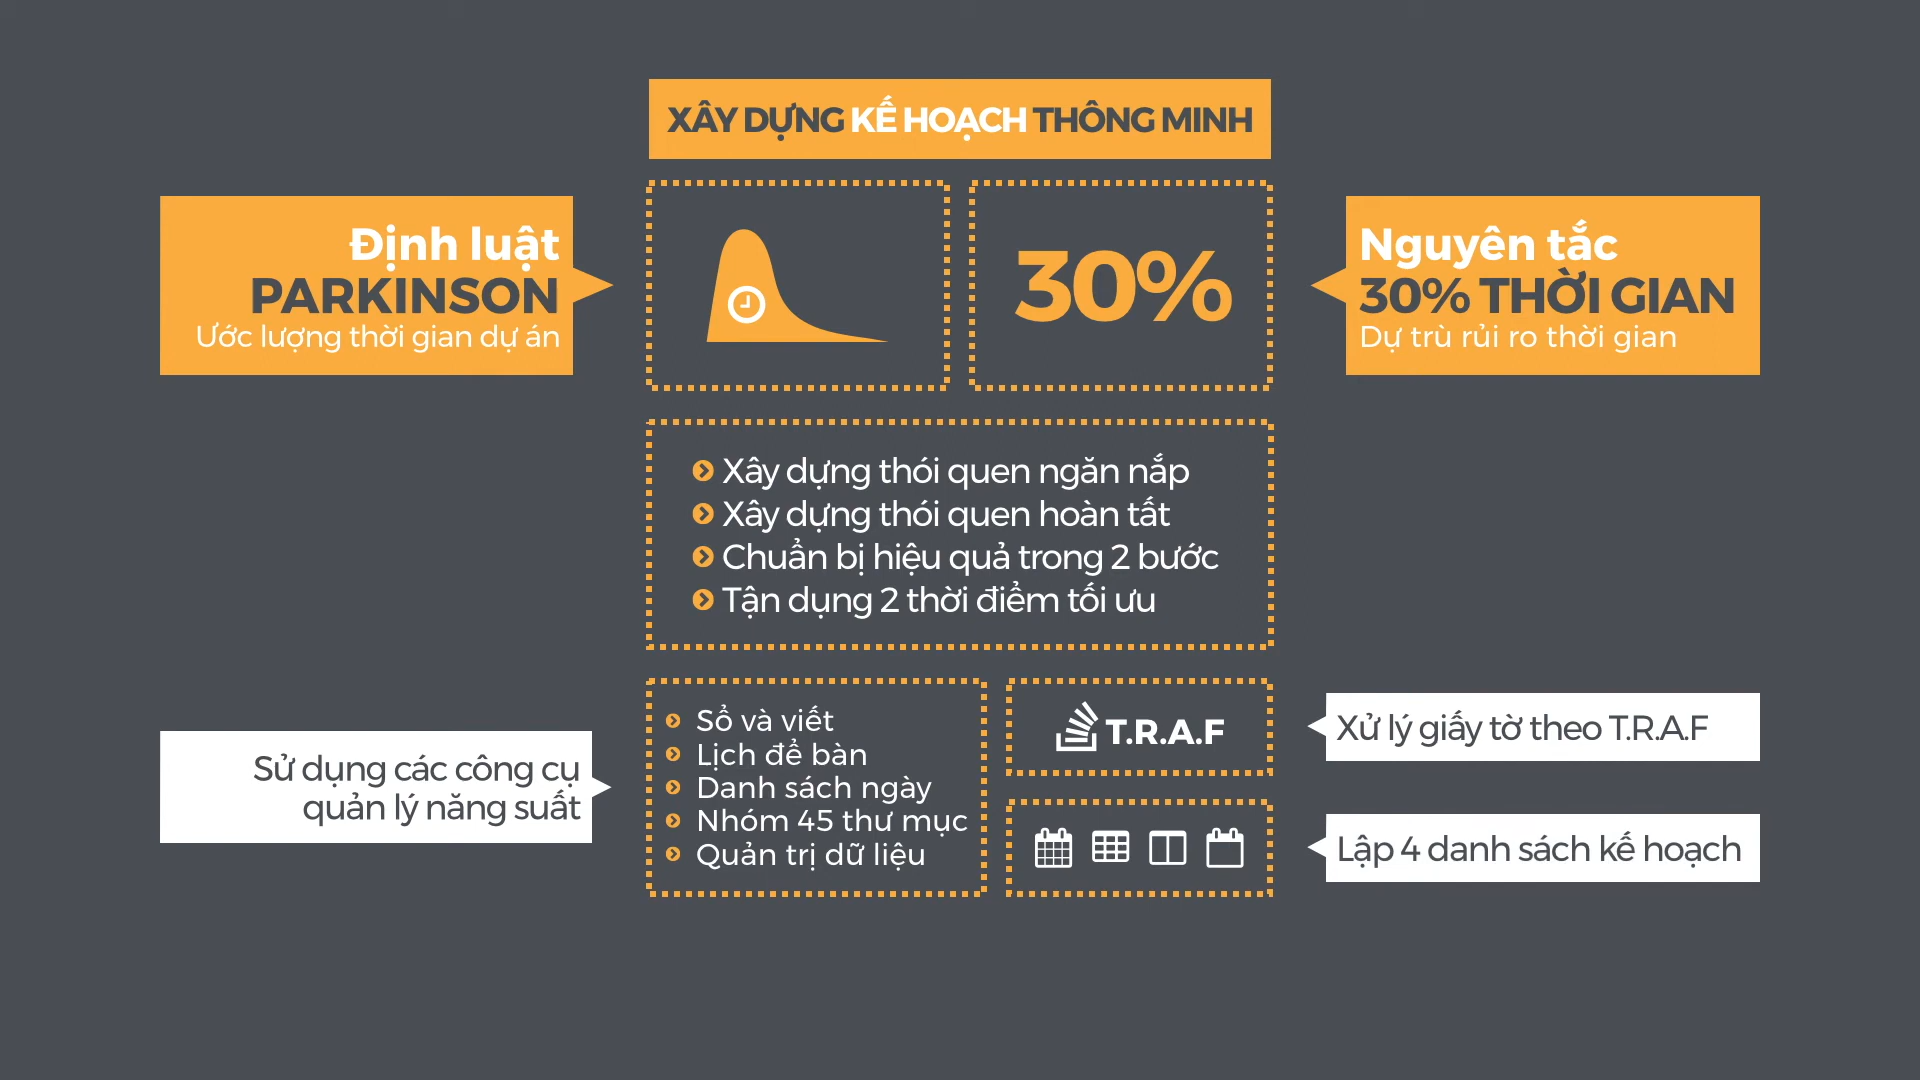 XÂY DỰNG KẾ HOẠCH THÔNG MINH
Định luật
PARKINSON
Ước lượng thời gian dự án
30%
Nguyên tắc
30% THỜI GIAN
Dự trù rủi ro thời gian
Xây dựng thói quen ngăn nắp
Xây dựng thói quen hoàn tất
Chuẩn bị hiệu quả trong 2 bước
Tận dụng 2 thời điểm tối ưu
Sử dụng các công cụ
quản lý năng suất
Sổ và viết
Lịch để bàn
Danh sách ngày
Nhóm 45 thư mục
Quản trị dữ liệu
T.R.A.F
Xử lý giấy tờ theo T.R.A.F
Lập 4 danh sách kế hoạch